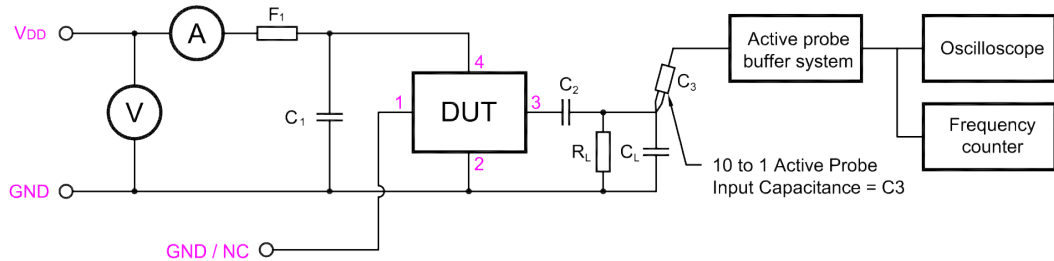 VDD
A
F1
4
V
C1
1
DUT
3
2
C2
RL
CL
C3
Active probe
buffer system
Oscilloscope
Frequency
counter
10 to 1 Active Probe
Input Capacitance = C3
GND
GND / NC